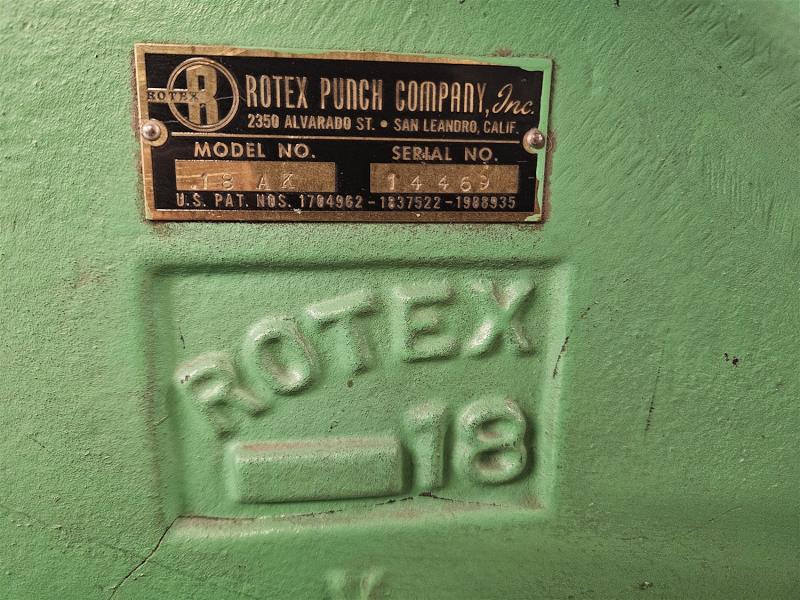 ROTEX R
ROTEX PUNCH COMPANY, Inc.
2350 ALVARADO ST. • SAN LEANDRO, CALIF.
MODEL NO. SERIAL NO.
18 AK 14469
U.S. PAT. NOS. 1704962 - 1837522 - 1988935
ROTEX
18